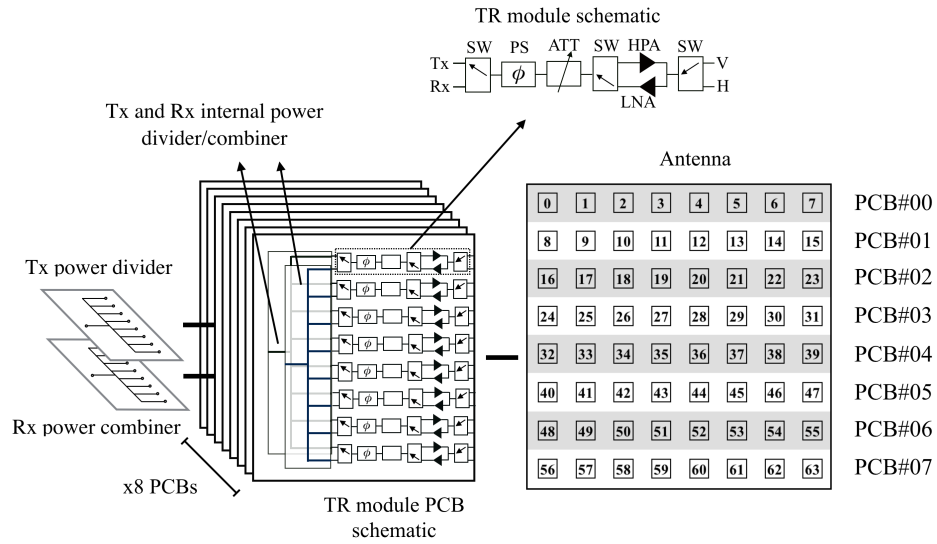 TR module schematic
SW PS ATT SW HPA SW
Tx V
ϕ
Rx H
LNA
Tx and Rx internal power
divider/combiner
Antenna
0 1 2 3 4 5 6 7 PCB#00
8 9 10 11 12 13 14 15 PCB#01
16 17 18 19 20 21 22 23 PCB#02
24 25 26 27 28 29 30 31 PCB#03
32 33 34 35 36 37 38 39 PCB#04
40 41 42 43 44 45 46 47 PCB#05
48 49 50 51 52 53 54 55 PCB#06
56 57 58 59 60 61 62 63 PCB#07
Tx power divider
Rx power combiner
x8 PCBs
ϕ
ϕ
ϕ
ϕ
ϕ
ϕ
ϕ
ϕ
TR module PCB
schematic